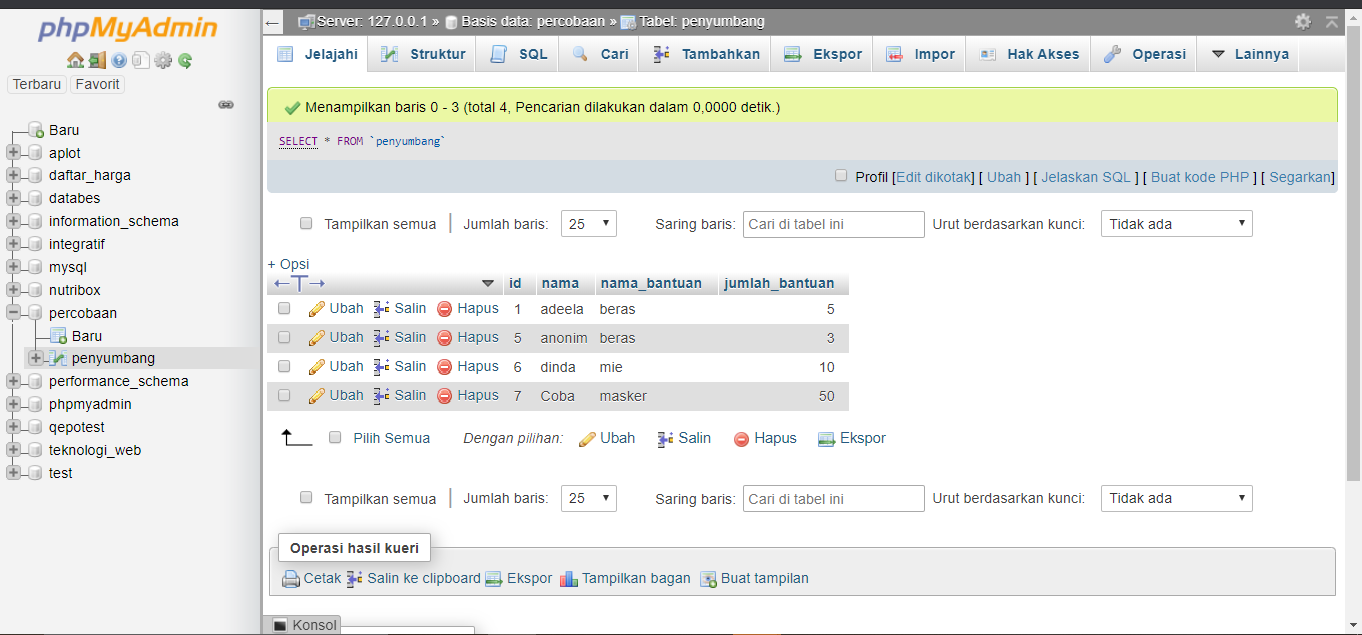 phpMyAdmin
Terbaru Favorit
Baru
aplot
daftar_harga
databes
information_schema
integratif
mysql
nutribox
percobaan
Baru
penyumbang
performance_schema
phpmyadmin
qepotest
teknologi_web
test
Server: 127.0.0.1 » Basis data: percobaan » Tabel: penyumbang
Jelajahi Struktur SQL Cari Tambahkan Ekspor Impor Hak Akses Operasi Lainnya
Menampilkan baris 0 - 3 (total 4, Pencarian dilakukan dalam 0,0000 detik.)
SELECT * FROM `penyumbang`
Profil [Edit dikotak] [ Ubah ] [ Jelaskan SQL ] [ Buat kode PHP ] [ Segarkan]
Tampilkan semua | Jumlah baris: 25 Saring baris: Cari di tabel ini Urut berdasarkan kunci: Tidak ada
+ Opsi
←T→ id nama nama_bantuan jumlah_bantuan
Ubah Salin Hapus 1 adeela beras 5
Ubah Salin Hapus 5 anonim beras 3
Ubah Salin Hapus 6 dinda mie 10
Ubah Salin Hapus 7 Coba masker 50
Pilih Semua Dengan pilihan: Ubah Salin Hapus Ekspor
Tampilkan semua | Jumlah baris: 25 Saring baris: Cari di tabel ini Urut berdasarkan kunci: Tidak ada
Operasi hasil kueri
Cetak Salin ke clipboard Ekspor Tampilkan bagan Buat tampilan
Konsol